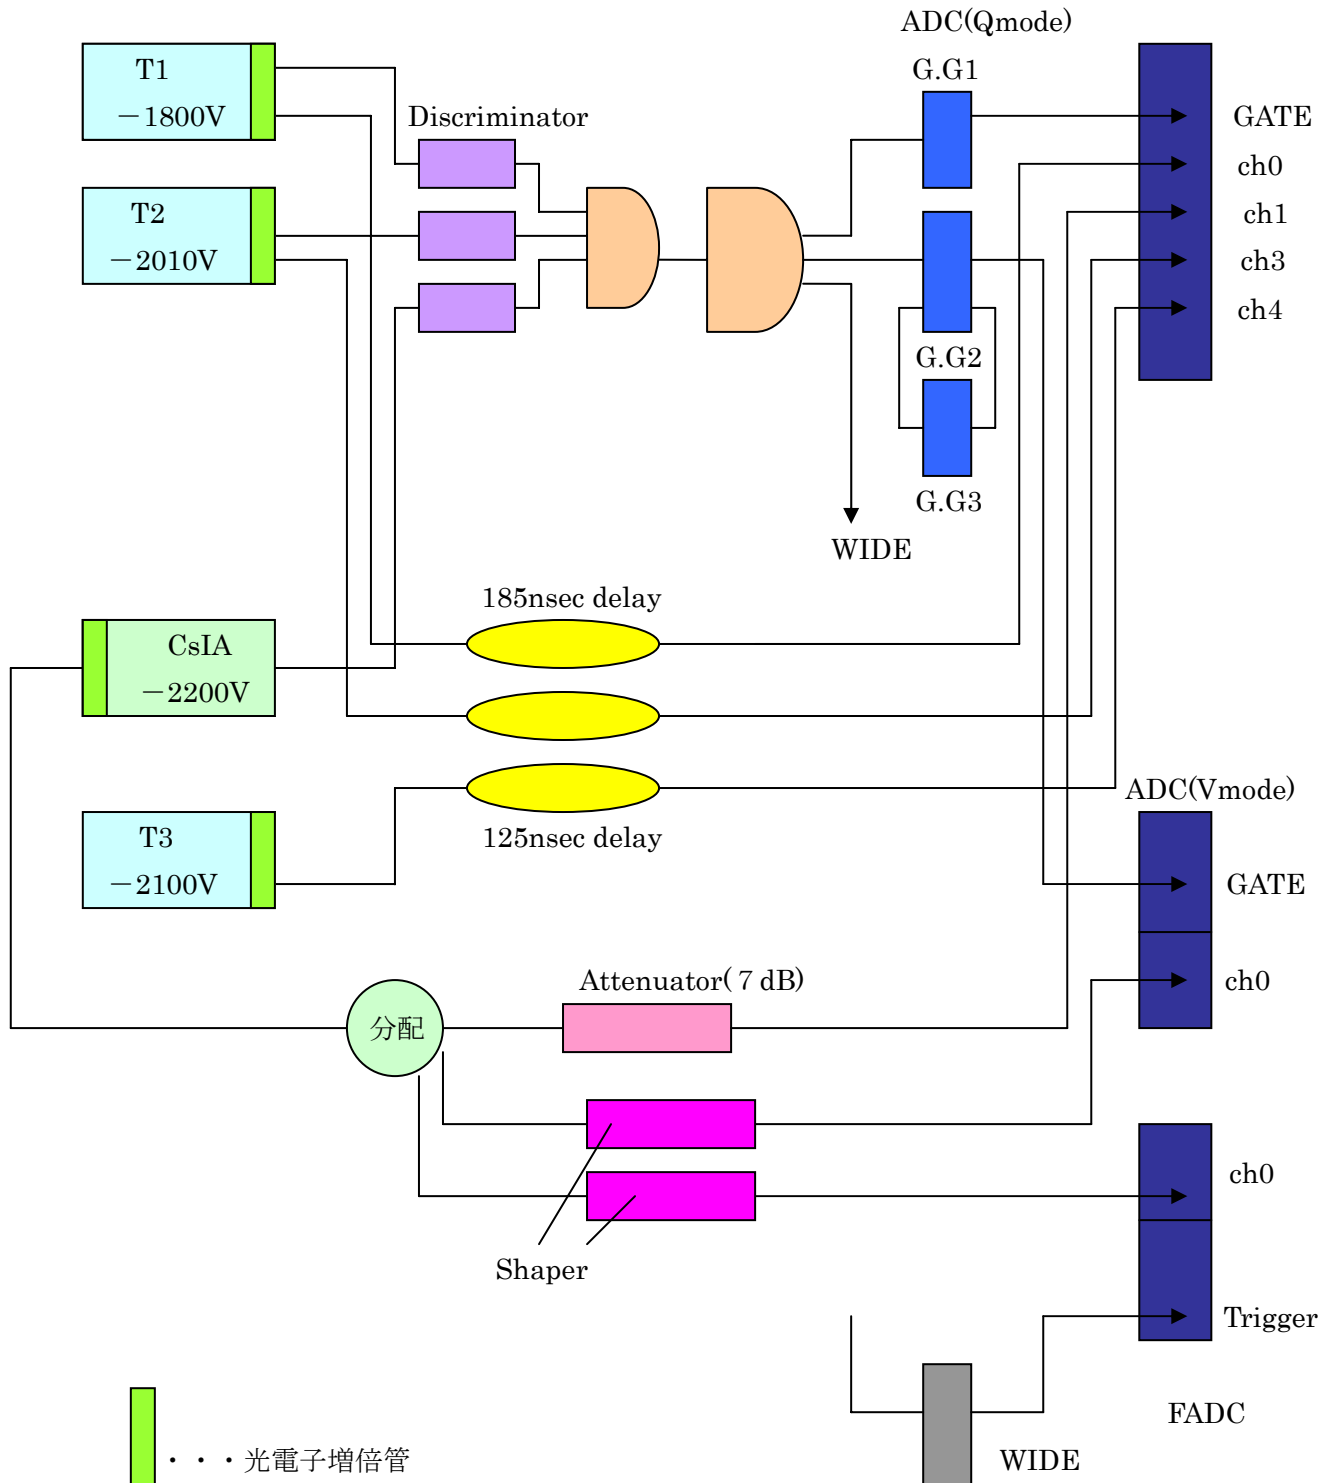 ADC(Qmode)
T1
－1800V
G.G1
Discriminator
GATE
ch0
T2
－2010V
ch1
ch3
ch4
G.G2
G.G3
WIDE
185nsec delay
CsIA
－2200V
125nsec delay
T3
－2100V
ADC(Vmode)
GATE
Attenuator(７dB)
ch0
分配
ch0
Shaper
Trigger
FADC
・・・光電子増倍管
WIDE